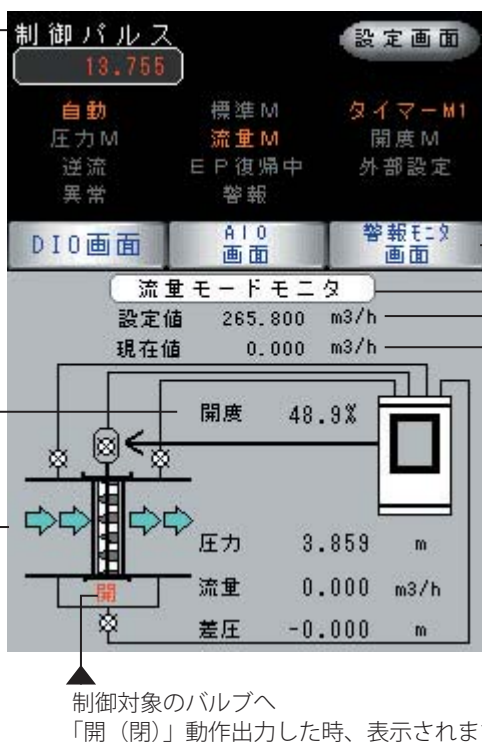 制御バルス
設定画面
13.755
自動 標準M タイマーM1
圧力M 流量M 開度M
逆流 EP復帰中 外部設定
異常 警報
DIO画面
AIO
画面
警報モニタ
画面
流量モードモニタ
設定値 265.800 m3/h
現在値 0.000 m3/h
開度 48.9%
圧力 3.859 m
流量 0.000 m3/h
開
差圧 -0.000 m
制御対象のバルブへ
「開（閉）」動作出力した時、表示されま